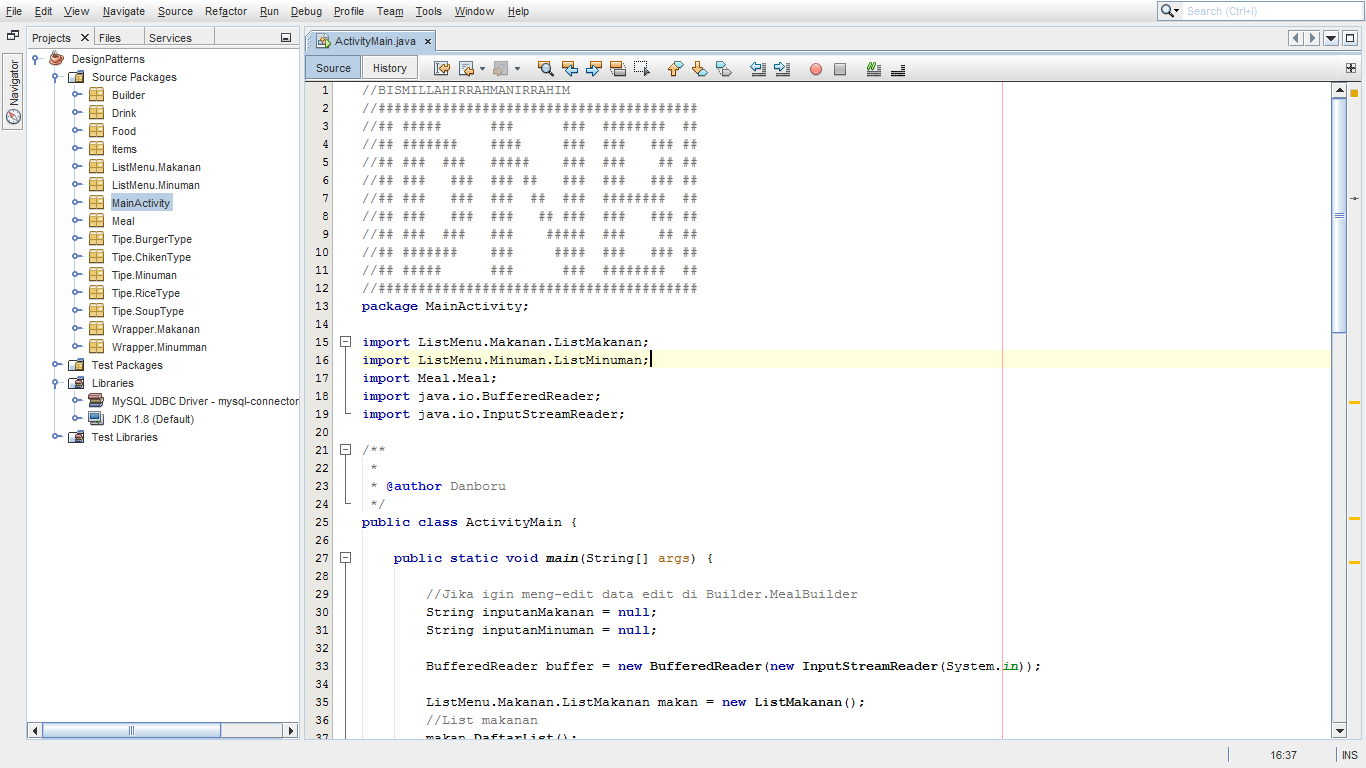 File Edit View Navigate Source Refactor Run Debug Profile Team Tools Window Help
Search (Ctrl+I)
Projects Files Services
Navigator
DesignPatterns
Source Packages
Builder
Drink
Food
Items
ListMenu.Makanan
ListMenu.Minuman
MainActivity
Meal
Tipe.BurgerType
Tipe.ChikenType
Tipe.Minuman
Tipe.RiceType
Tipe.SoupType
Wrapper.Makanan
Wrapper.Minumman
Test Packages
Libraries
MySQL JDBC Driver - mysql-connector
JDK 1.8 (Default)
Test Libraries
ActivityMain.java
Source History
1 //BISMILLAHIRRAHMANIRRAHIM
2 //########################################
3 //## #####      ###      ###  ########  ##
4 //## #######    ####     ###  ###   ### ##
5 //## ###  ###   #####    ###  ###    ## ##
6 //## ###   ###  ### ##   ###  ###   ### ##
7 //## ###   ###  ###  ##  ###  ########  ##
8 //## ###   ###  ###   ## ###  ###   ### ##
9 //## ###  ###   ###    #####  ###    ## ##
10 //## #######    ###     ####  ###   ### ##
11 //## #####      ###      ###  ########  ##
12 //########################################
13 package MainActivity;
14
15 import ListMenu.Makanan.ListMakanan;
16 import ListMenu.Minuman.ListMinuman;
17 import Meal.Meal;
18 import java.io.BufferedReader;
19 import java.io.InputStreamReader;
20
21 /**
22  *
23  * @author Danboru
24  */
25 public class ActivityMain {
26
27     public static void main(String[] args) {
28
29         //Jika igin meng-edit data edit di Builder.MealBuilder
30         String inputanMakanan = null;
31         String inputanMinuman = null;
32
33         BufferedReader buffer = new BufferedReader(new InputStreamReader(System.in));
34
35         ListMenu.Makanan.ListMakanan makan = new ListMakanan();
36         //List makanan
37         makan.DaftarList();
16:37 INS